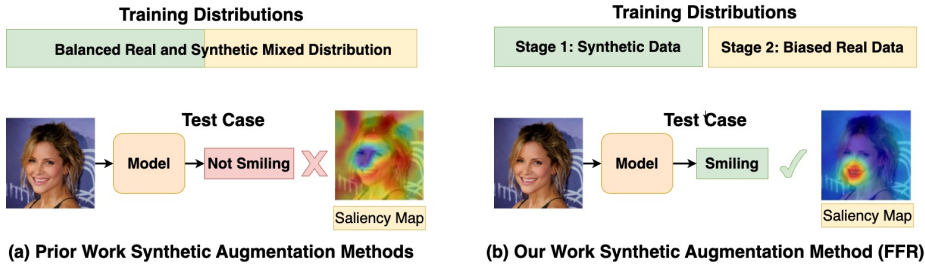 Training Distributions
Balanced Real and Synthetic Mixed Distribution
Test Case
Model
Not Smiling
Saliency Map
(a) Prior Work Synthetic Augmentation Methods
Training Distributions
Stage 1: Synthetic Data
Stage 2: Biased Real Data
Test Case
Model
Smiling
Saliency Map
(b) Our Work Synthetic Augmentation Method (FFR)